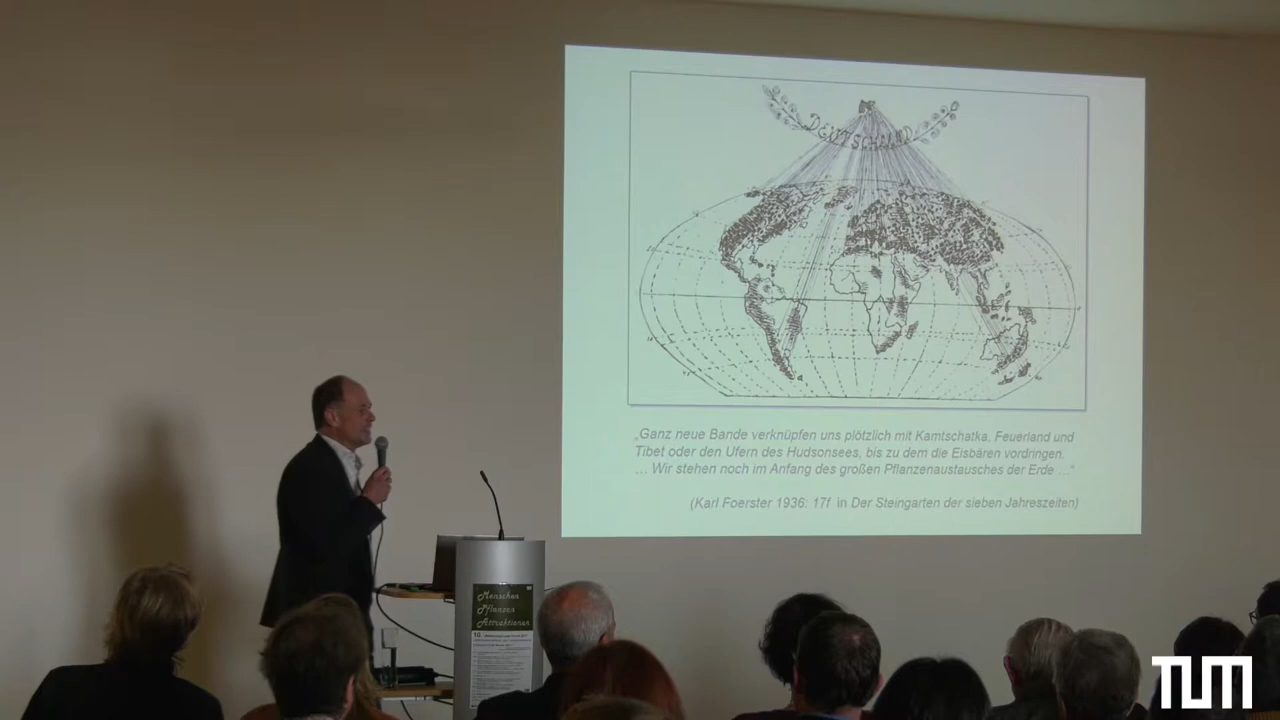 DEUTSCHLAND
„Ganz neue Bande verknüpfen uns plötzlich mit Kamtschatka, Feuerland und
Tibet oder den Ufern des Hudsonsees, bis zu dem die Eisbären vordringen.
… Wir stehen noch im Anfang des großen Pflanzenaustausches der Erde …“
(Karl Foerster 1936: 17f in Der Steingarten der sieben Jahreszeiten)
Menschen
Pflanzen
Attraktionen
10.
TUM